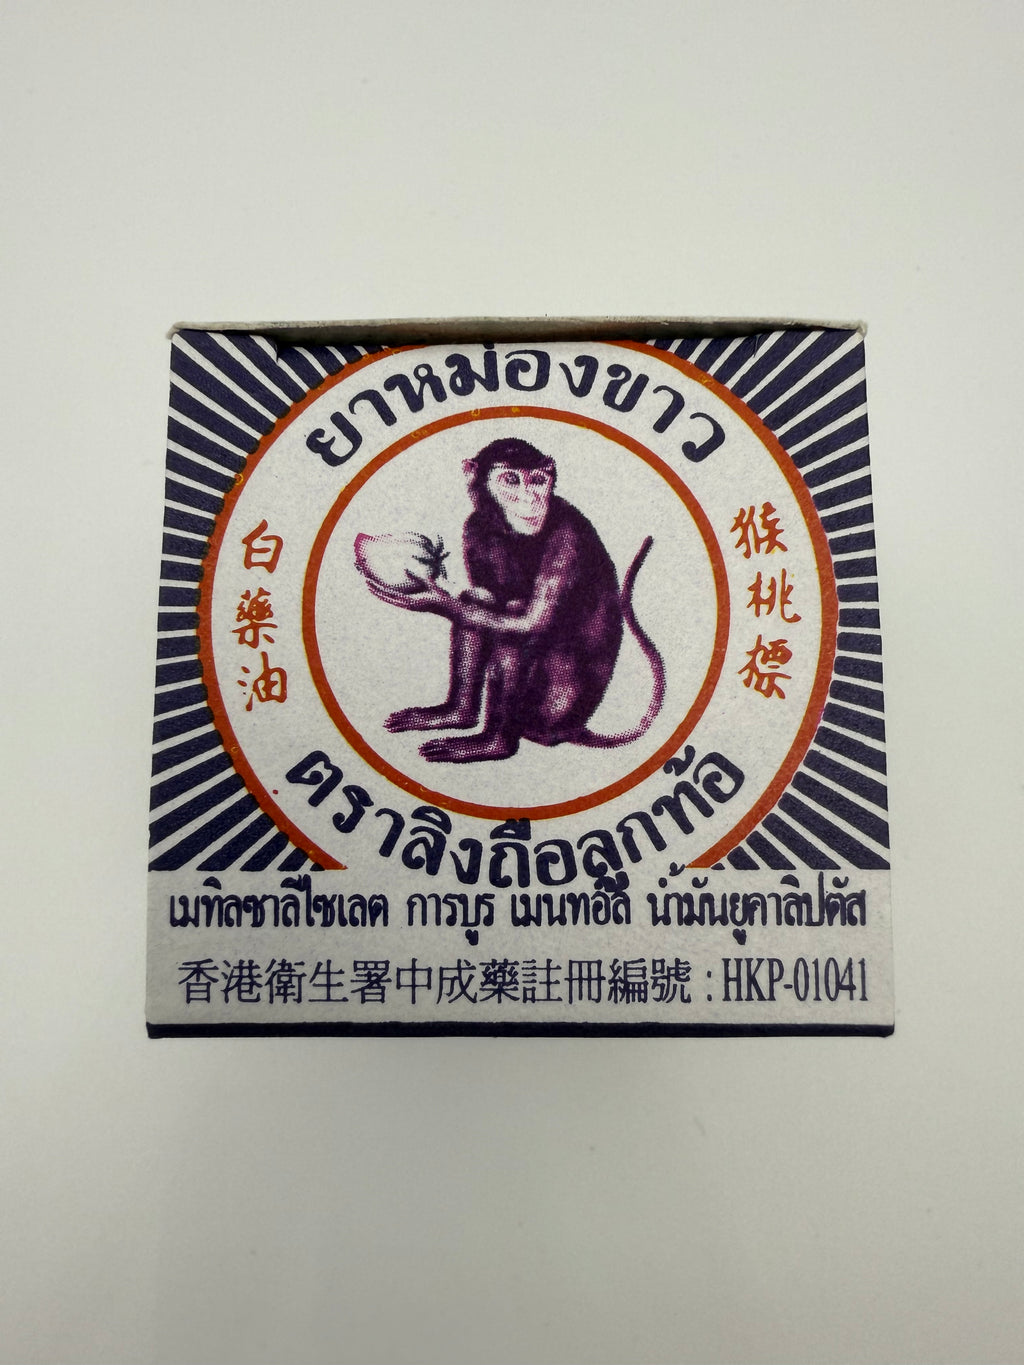 ยาหม่องขาว
白藥油
猴桃標
ตราลิงถือลูกท้อ
เมทิลซาลิไซเลต การบูร เมนทอล น้ำมันยูคาลิปตัส
香港衛生署中成藥註冊編號 : HKP-01041